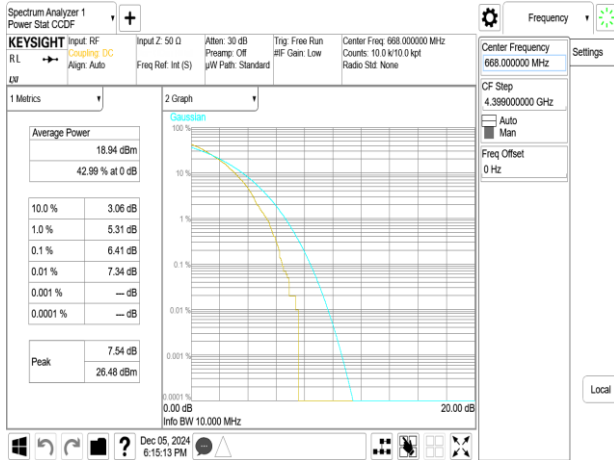 Spectrum Analyzer 1
Power Stat CCDF
Frequency
KEYSIGHT
RL
LXI
Input: RF
Coupling: DC
Align: Auto
Input Z: 50 Ω
Freq Ref: Int (S)
Atten: 30 dB
Preamp: Off
µW Path: Standard
Trig: Free Run
#IF Gain: Low
Center Freq: 668.000000 MHz
Counts: 10.0 k/10.0 kpt
Radio Std: None
Center Frequency
668.000000 MHz
Settings
CF Step
4.399000000 GHz
Auto
Man
Freq Offset
0 Hz
1 Metrics
Average Power
18.94 dBm
42.99 % at 0 dB
10.0 % 3.06 dB
1.0 % 5.31 dB
0.1 % 6.41 dB
0.01 % 7.34 dB
0.001 % --- dB
0.0001 % --- dB
Peak
7.54 dB
26.48 dBm
2 Graph
Gaussian
100 %
10 %
1 %
0.1 %
0.01 %
0.001 %
0.0001 %
0.00 dB 20.00 dB
Info BW 10.000 MHz
Local
?
Dec 05, 2024
6:15:13 PM